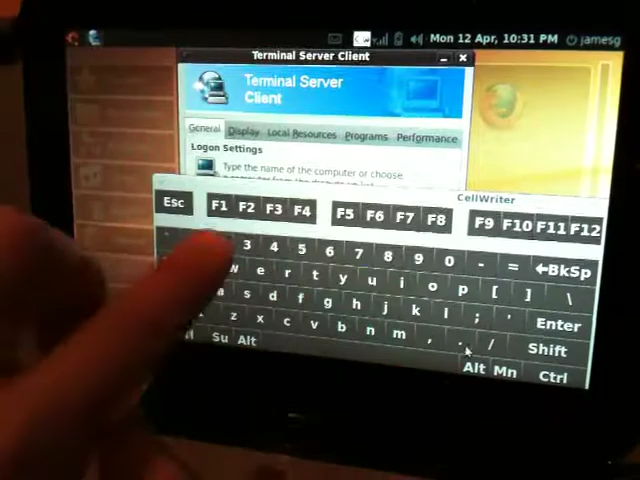 Mon 12 Apr, 10:31 PM jamesg
Terminal Server Client
Terminal Server
Client
General Display Local Resources Programs Performance
Logon Settings
Type the name of the computer or choose
CellWriter
Esc F1 F2 F3 F4 F5 F6 F7 F8 F9 F10 F11 F12
3 4 5 6 7 8 9 0 - = ←BkSp
w e r t y u i o p [ ] \
a s d f g h j k l ; ' Enter
z x c v b n m , . / Shift
Su Alt Alt Mn Ctrl